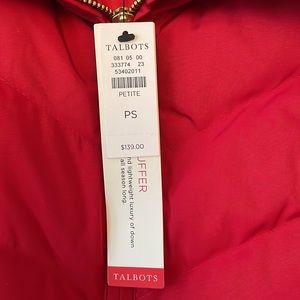 TALBOTS
081 05 00
333774 23
53402011
PETITE
PS
$139.00
UFFER
nd lightweight luxury of down
all season long.
TALBOTS